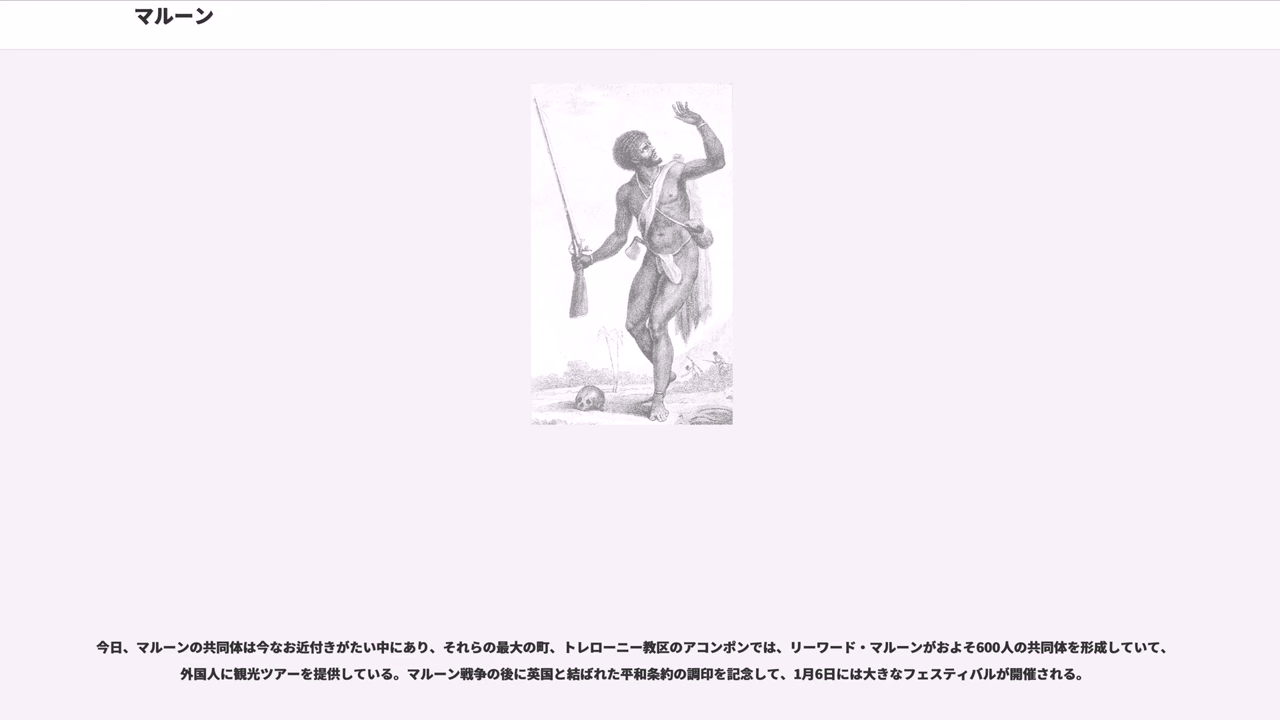 マルーン
今日、マルーンの共同体は今なお近付きがたい中にあり、それらの最大の町、トレローニー教区のアコンポンでは、リーワード・マルーンがおよそ600人の共同体を形成していて、
外国人に観光ツアーを提供している。マルーン戦争の後に英国と結ばれた平和条約の調印を記念して、1月6日には大きなフェスティバルが開催される。